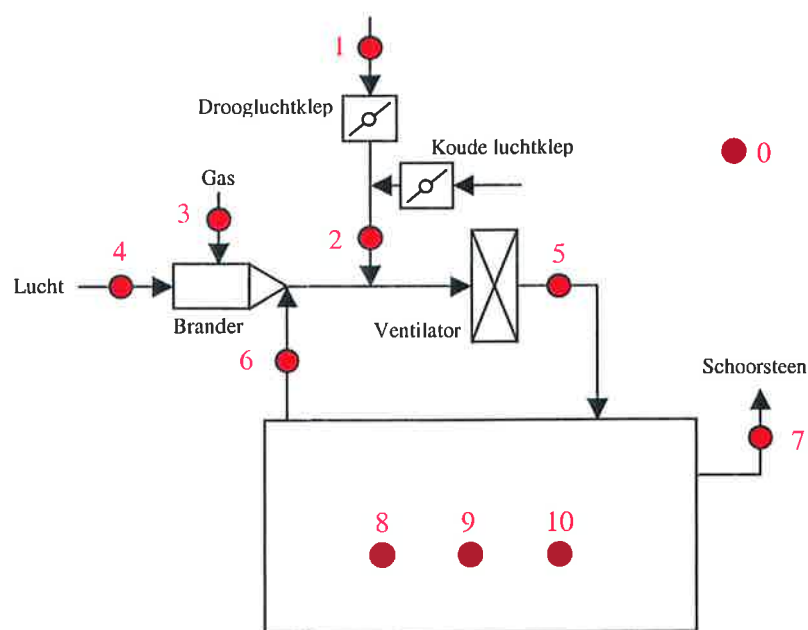 1
Droogluchtklep
Koude luchtklep
0
Gas
3
4
2
5
Lucht
Brander
Ventilator
6
Schoorsteen
7
8 9 10